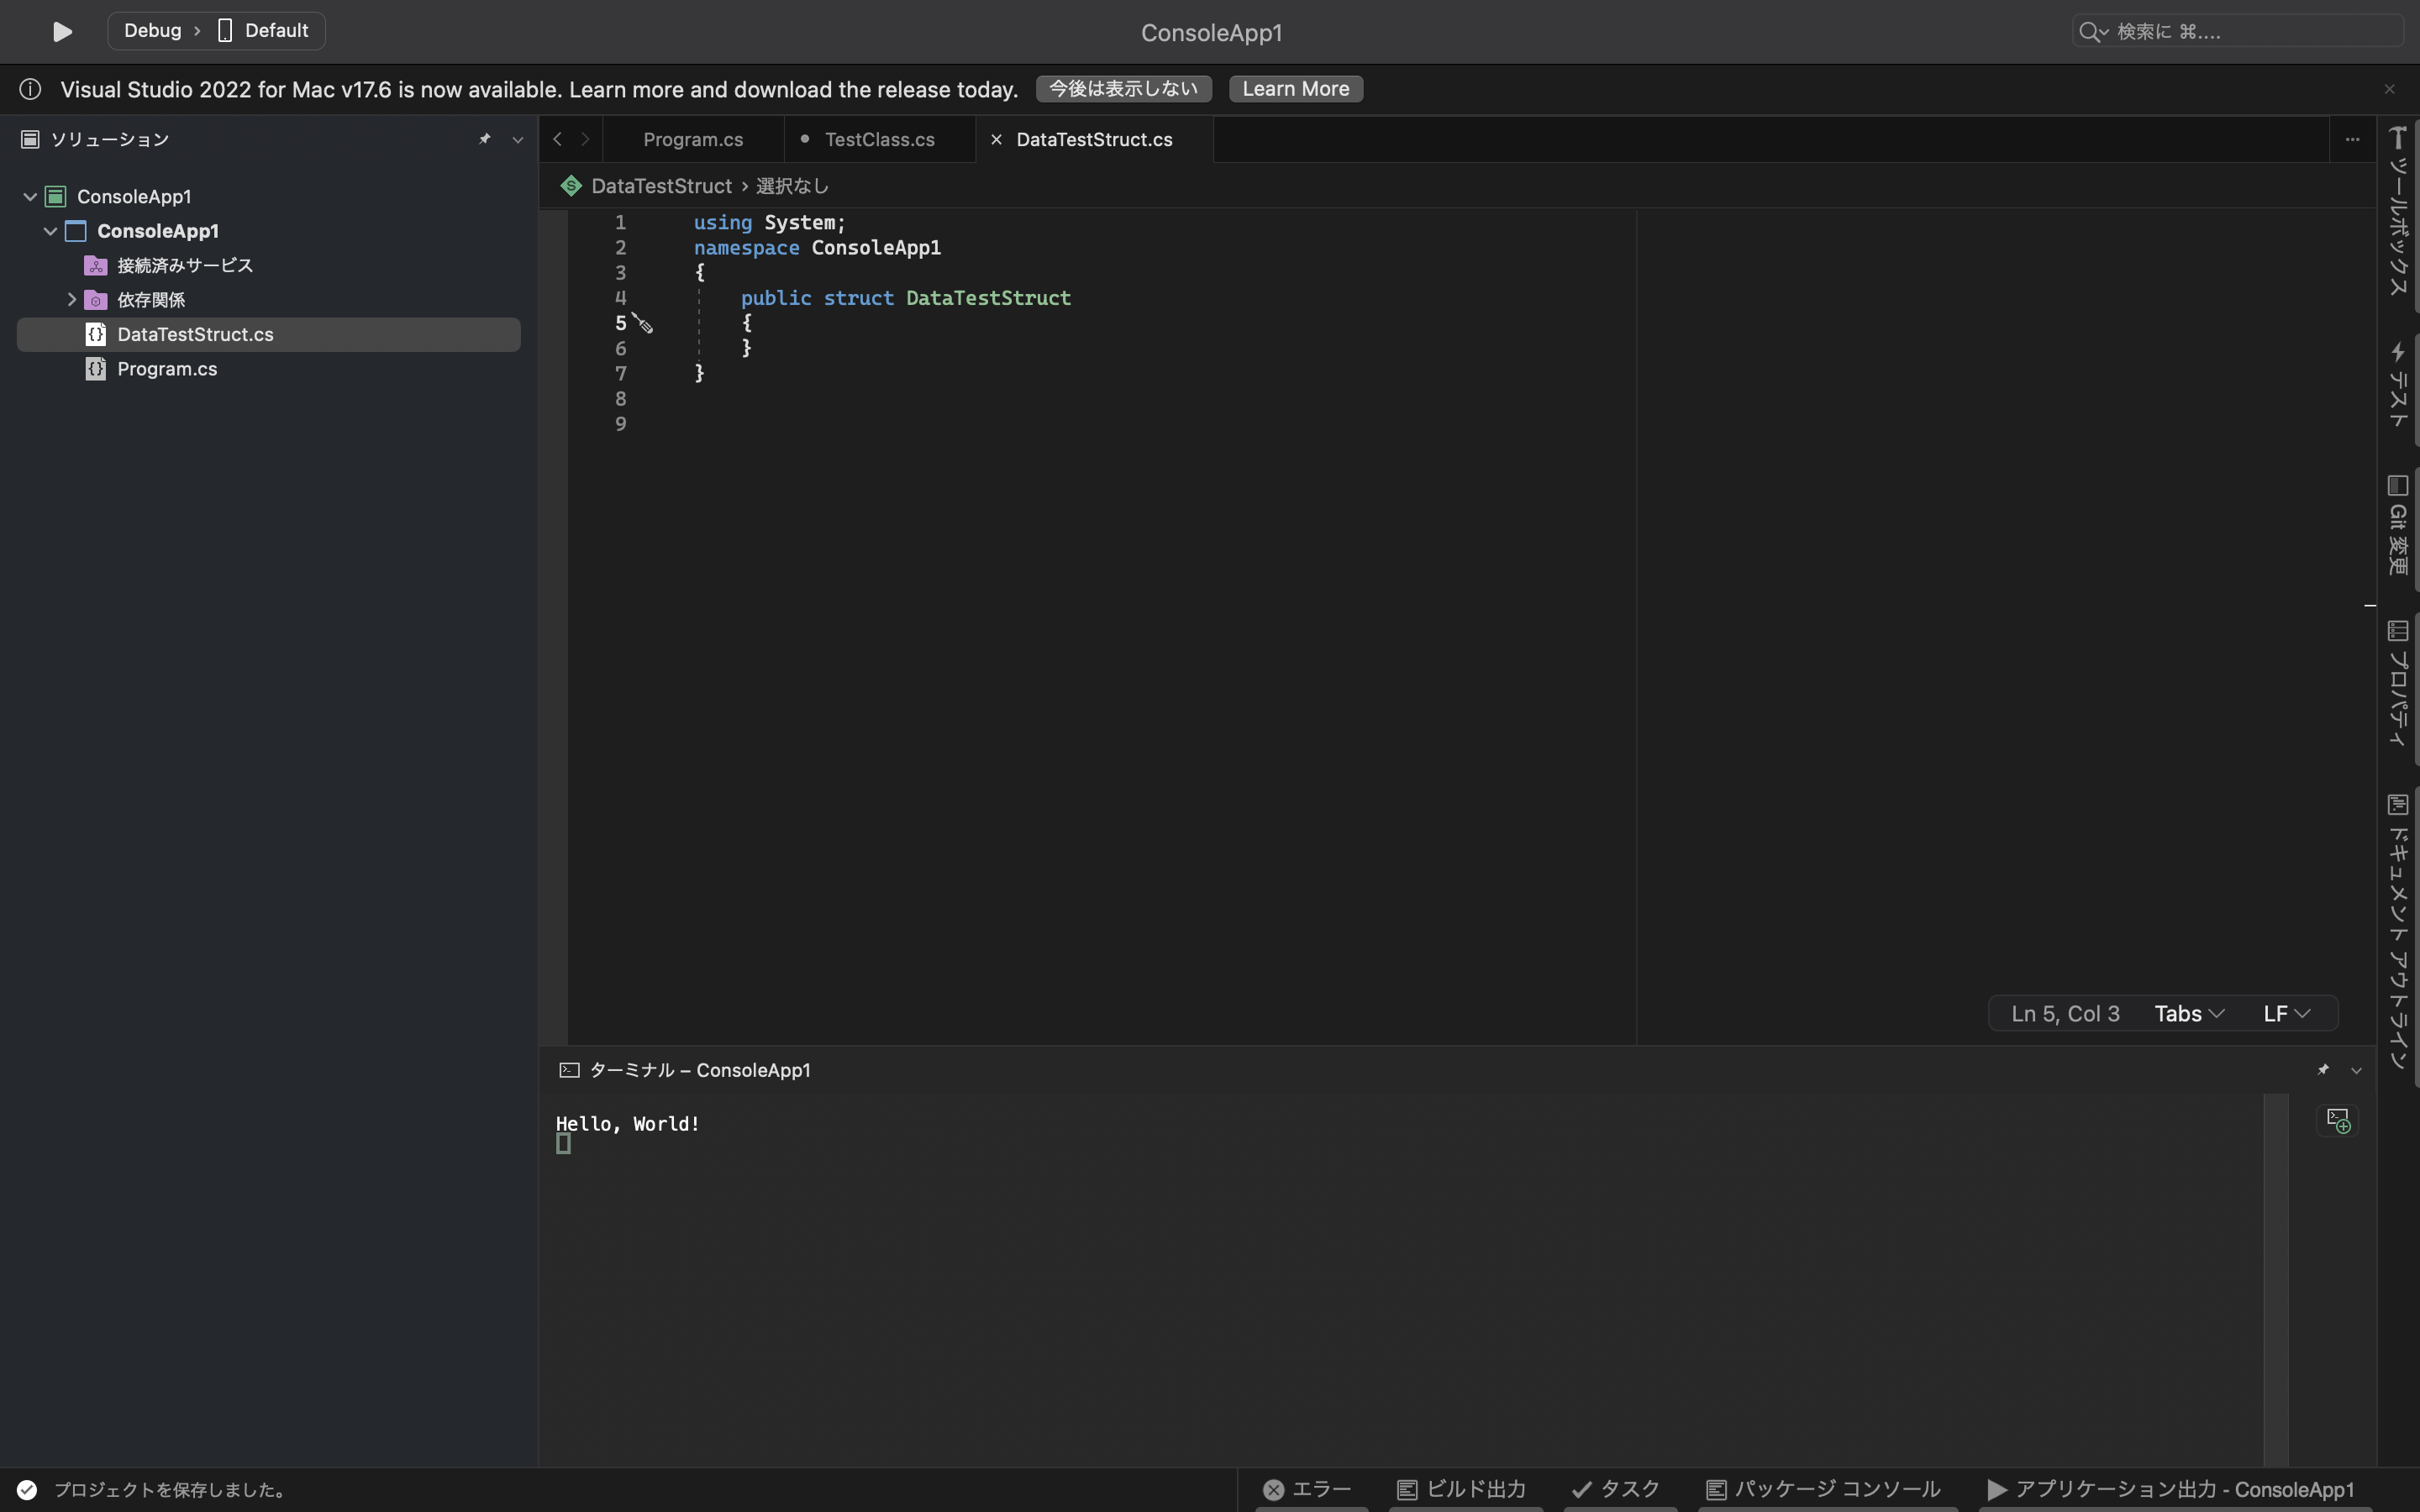 Debug › Default
ConsoleApp1
検索に ⌘....
Visual Studio 2022 for Mac v17.6 is now available. Learn more and download the release today.
今後は表示しない
Learn More
ソリューション
ConsoleApp1
ConsoleApp1
接続済みサービス
依存関係
DataTestStruct.cs
Program.cs
Program.cs
TestClass.cs
DataTestStruct.cs
DataTestStruct › 選択なし
1 using System;
2 namespace ConsoleApp1
3 {
4 public struct DataTestStruct
5 {
6 }
7 }
8
9
Ln 5, Col 3 Tabs LF
ターミナル – ConsoleApp1
Hello, World!
ツールボックス
テスト
Git 変更
プロパティ
ドキュメント アウトライン
プロジェクトを保存しました。
エラー
ビルド出力
タスク
パッケージ コンソール
アプリケーション出力 - ConsoleApp1